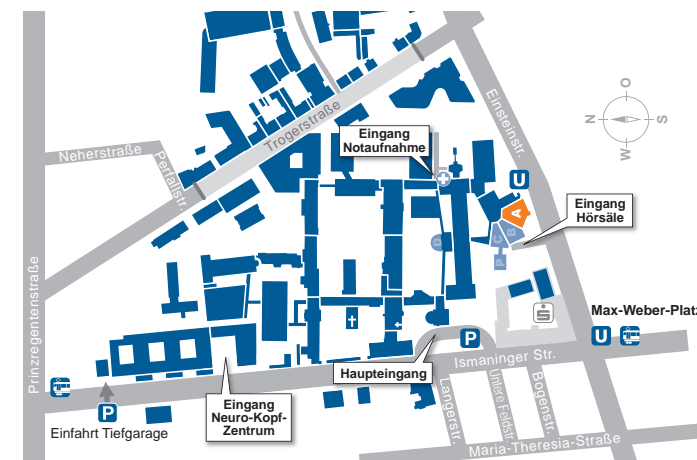 Einsteinstr.
O
N
S
W
Trogerstraße
Eingang
Notaufnahme
Neherstraße
Perfallstr.
U
A
B
C
P
D
Eingang
Hörsäle
Prinzregentenstraße
Max-Weber-Platz
U
P
Ismaninger Str.
Haupteingang
P
Einfahrt Tiefgarage
Eingang
Neuro-Kopf-
Zentrum
Langerstr.
Untere Feldstr.
Bogenstr.
Maria-Theresia-Straße